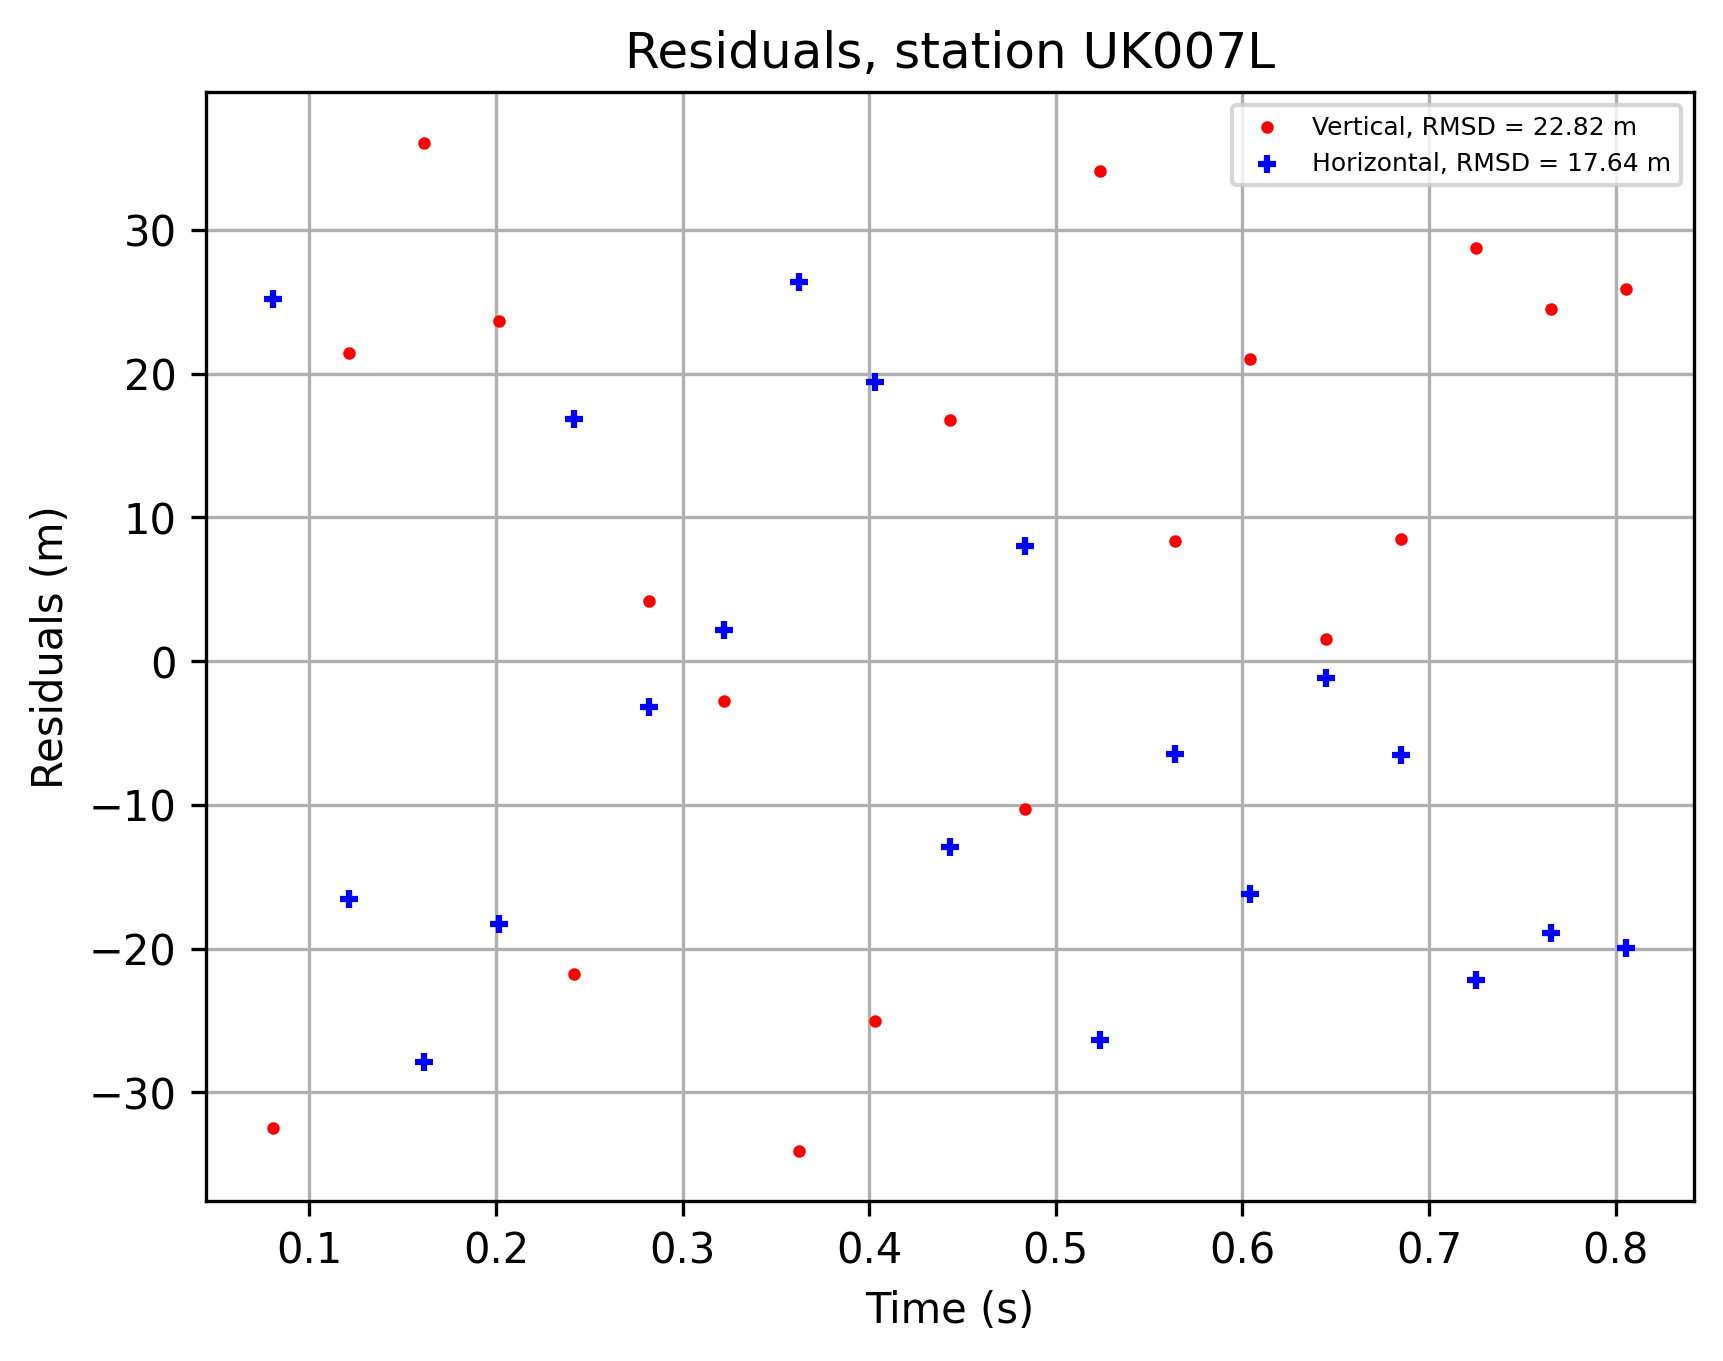 Residuals, station UK007L
Vertical, RMSD = 22.82 m
Horizontal, RMSD = 17.64 m
Residuals (m)
30
20
10
0
−10
−20
−30
0.1 0.2 0.3 0.4 0.5 0.6 0.7 0.8
Time (s)